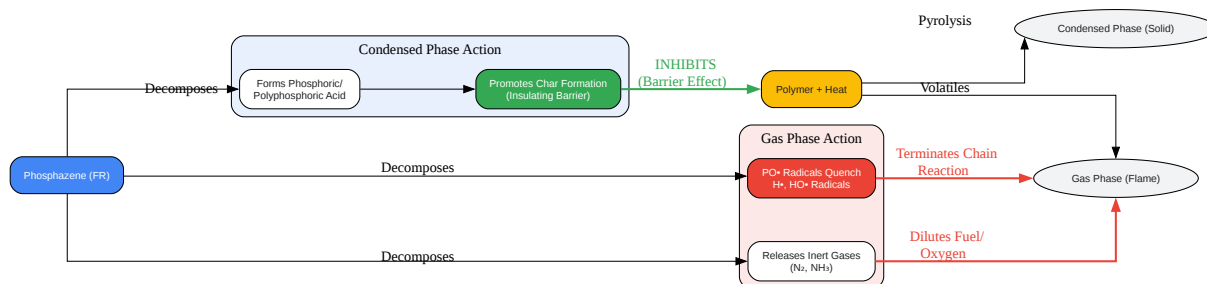 Pyrolysis
Condensed Phase (Solid)
Condensed Phase Action
INHIBITS
(Barrier Effect)
Decomposes
Forms Phosphoric/
Polyphosphoric Acid
Promotes Char Formation
(Insulating Barrier)
Polymer + Heat
Volatiles
Gas Phase Action
Phosphazene (FR)
Decomposes
PO• Radicals Quench
H•, HO• Radicals
Terminates Chain
Reaction
Gas Phase (Flame)
Decomposes
Releases Inert Gases
(N₂, NH₃)
Dilutes Fuel/
Oxygen